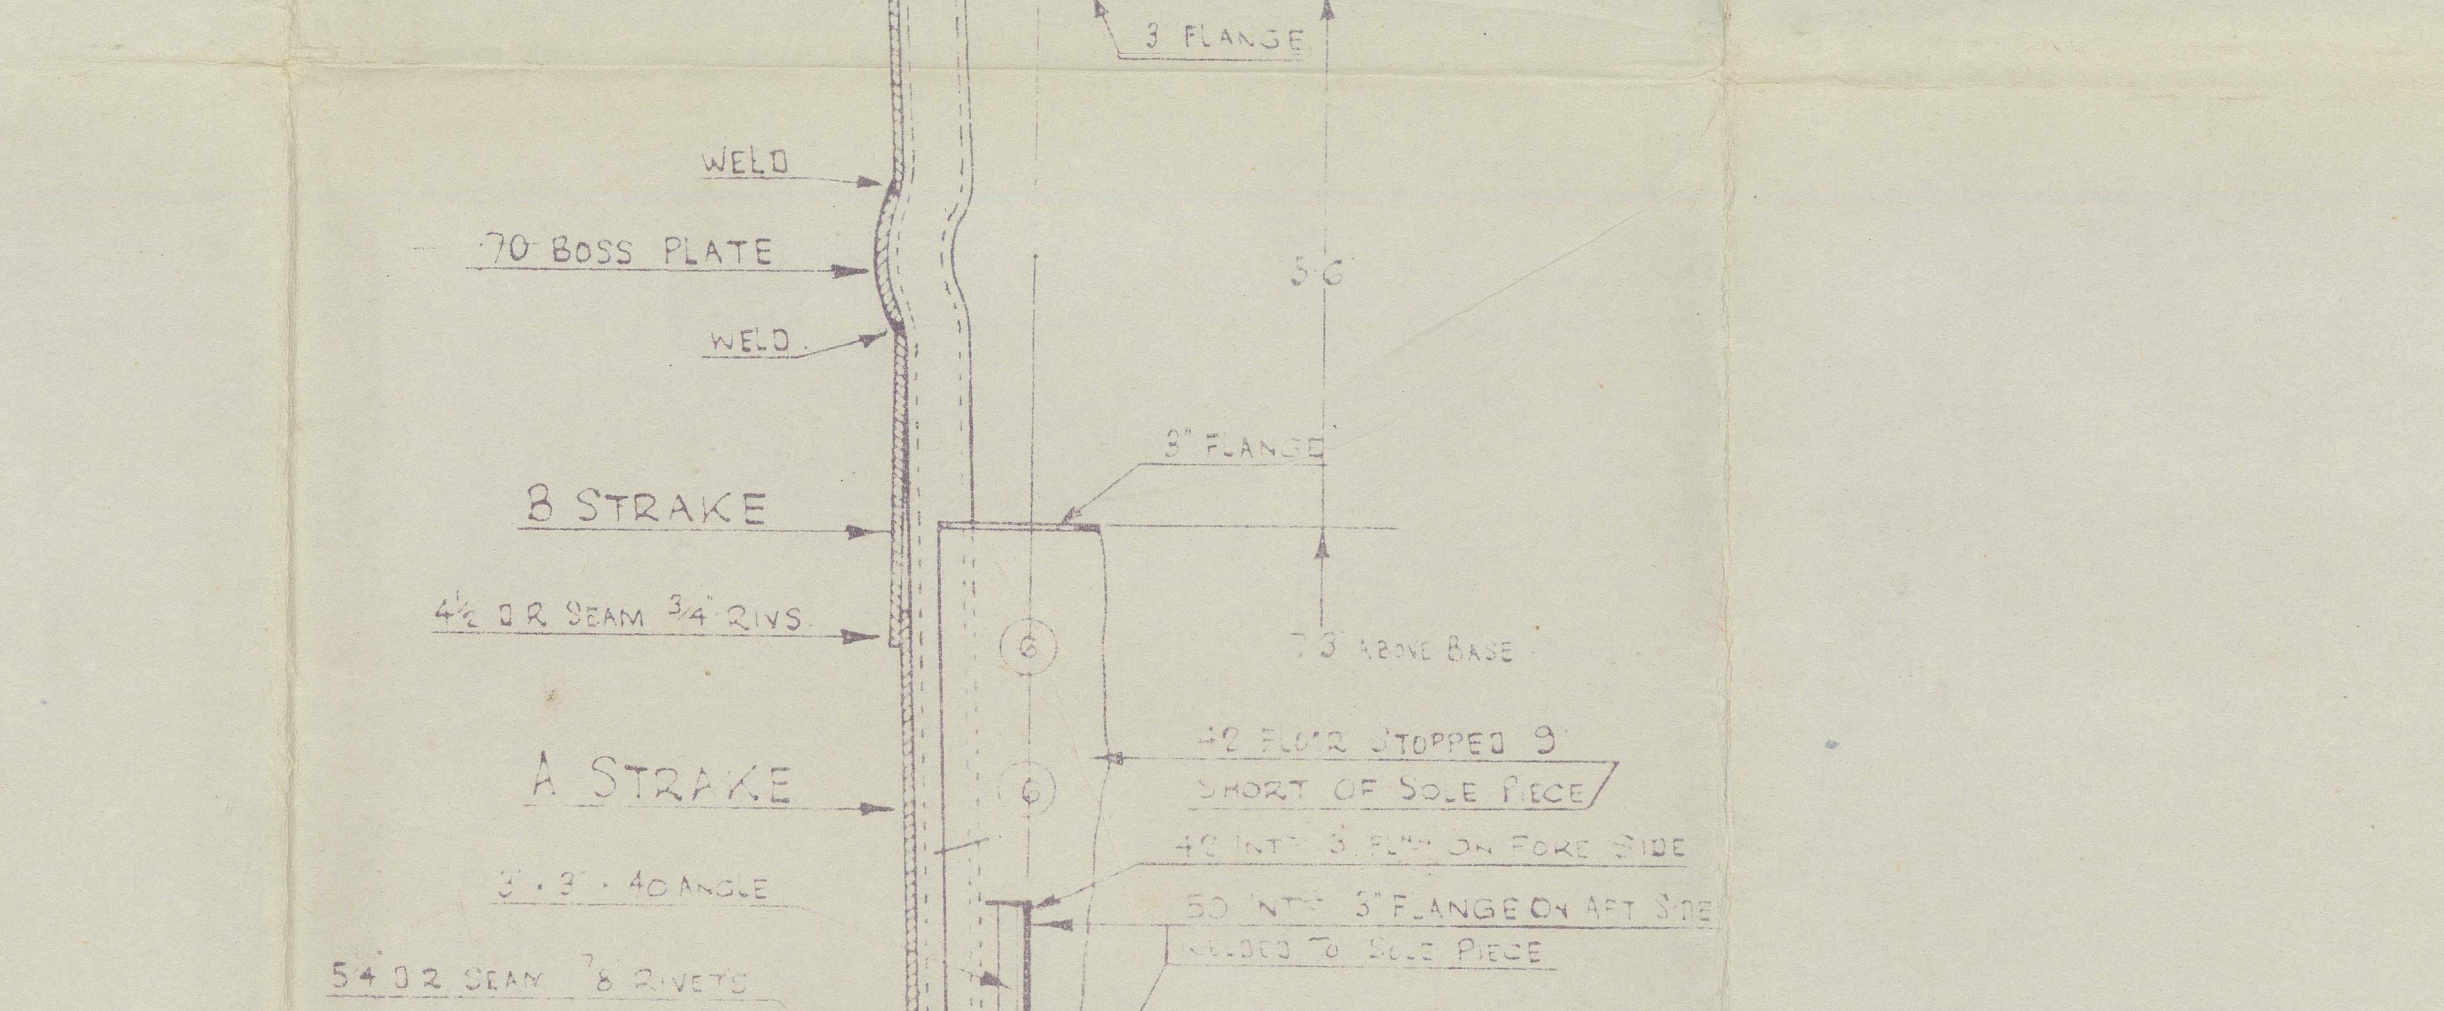 3 FLANGE
WELD
70 BOSS PLATE
5-6
WELD
3" FLANGE
B STRAKE
4½ D R SEAM 3/4" RIVS
6
3 ABOVE BASE
42 FLOOR STOPPED 9"
SHORT OF SOLE PIECE
A STRAKE
6
42 INT 3 ON FORE SIDE
3" · 3" · 40 ANGLE
50 INT 3" FLANGE ON AFT SIDE
WELDED TO SOLE PIECE
D R SEAM 7/8 RIVETS